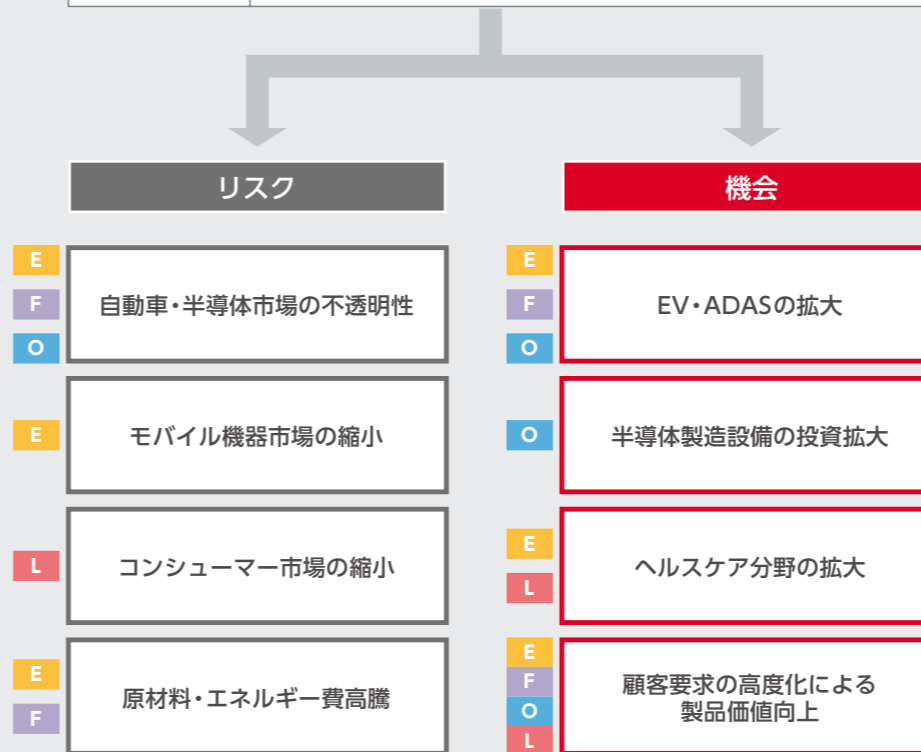 リスク
E
F
O
自動車・半導体市場の不透明性
E
モバイル機器市場の縮小
L
コンシューマー市場の縮小
E
F
原材料・エネルギー費高騰
機会
E
F
O
EV・ADASの拡大
O
半導体製造設備の投資拡大
E
L
ヘルスケア分野の拡大
E
F
O
L
顧客要求の高度化による
製品価値向上